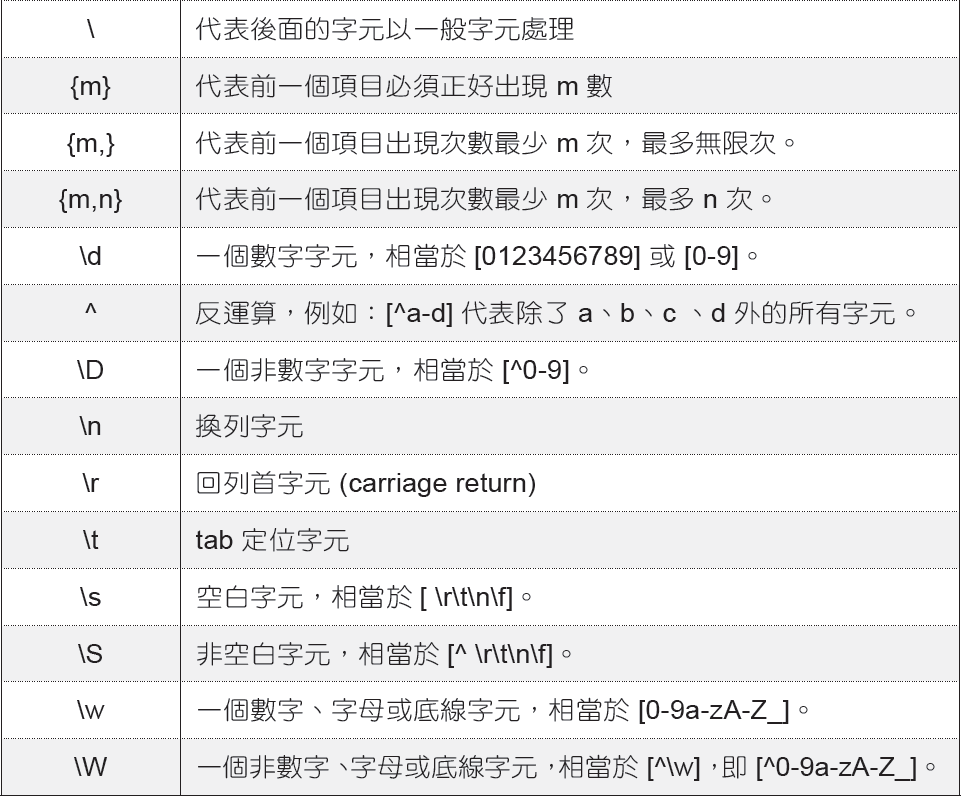 \ 代表後面的字元以一般字元處理
{m} 代表前一個項目必須正好出現 m 數
{m,} 代表前一個項目出現次數最少 m 次，最多無限次。
{m,n} 代表前一個項目出現次數最少 m 次，最多 n 次。
\d 一個數字字元，相當於 [0123456789] 或 [0-9]。
^ 反運算，例如：[^a-d] 代表除了 a、b、c 、d 外的所有字元。
\D 一個非數字字元，相當於 [^0-9]。
\n 換列字元
\r 回列首字元 (carriage return)
\t tab 定位字元
\s 空白字元，相當於 [ \r\t\n\f]。
\S 非空白字元，相當於 [^ \r\t\n\f]。
\w 一個數字、字母或底線字元，相當於 [0-9a-zA-Z_]。
\W 一個非數字、字母或底線字元，相當於 [^\w]，即 [^0-9a-zA-Z_]。